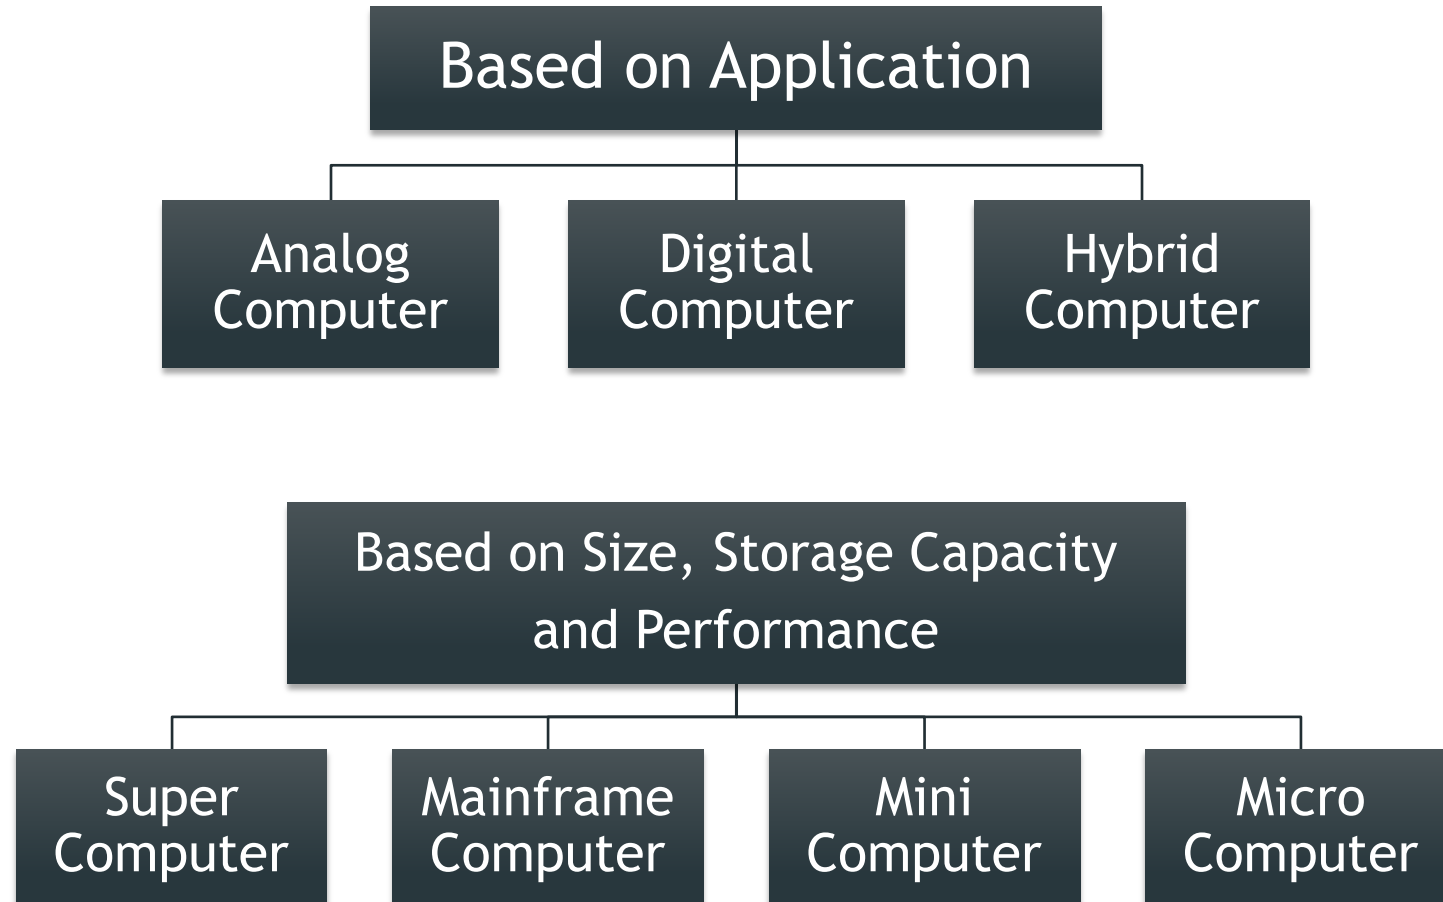 Based on Application
Analog
Computer
Digital
Computer
Hybrid
Computer
Based on Size, Storage Capacity
and Performance
Super
Computer
Mainframe
Computer
Mini
Computer
Micro
Computer